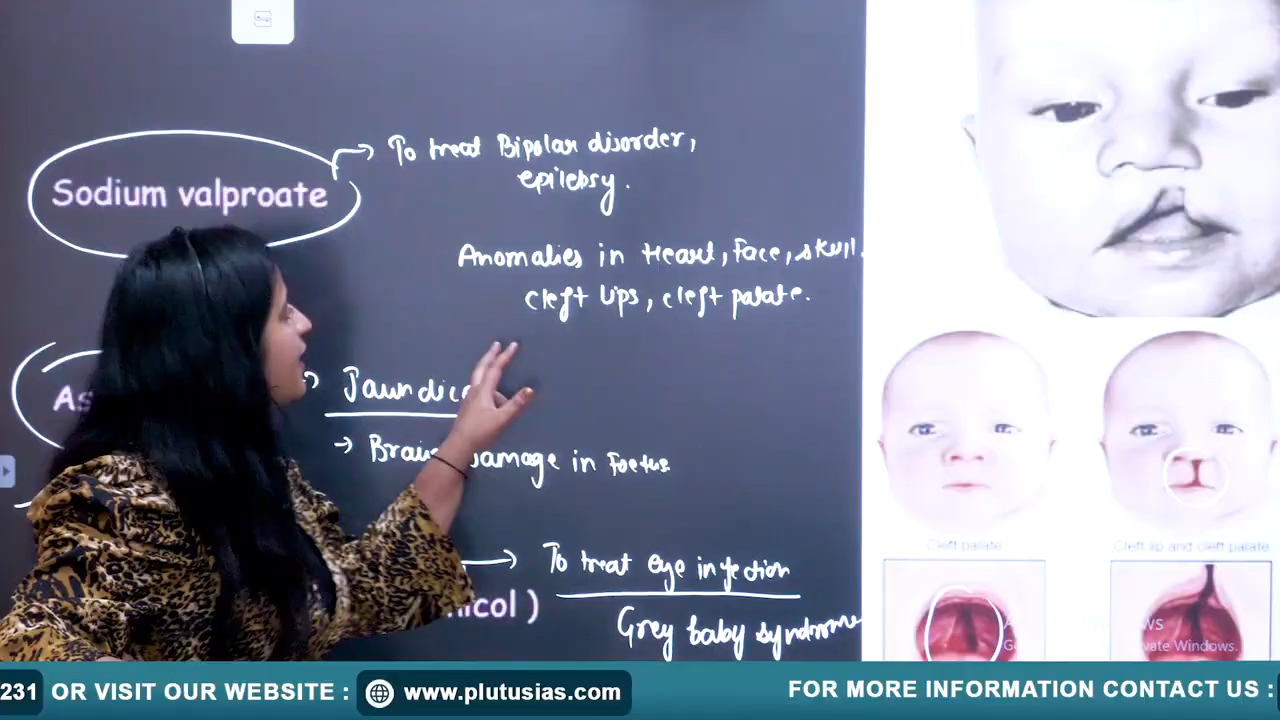 To treat Bipolar disorder,
epilepsy.
Sodium valproate
Anomalies in Heart, Face, skull.
cleft lips, cleft palate.
As
Jaundice
→ Brain damage in Foetus
→ To treat eye infection
nicol )
Grey baby syndrome
Cleft palate
Cleft lip and cleft palate
231 OR VISIT OUR WEBSITE : www.plutusias.com
FOR MORE INFORMATION CONTACT US :